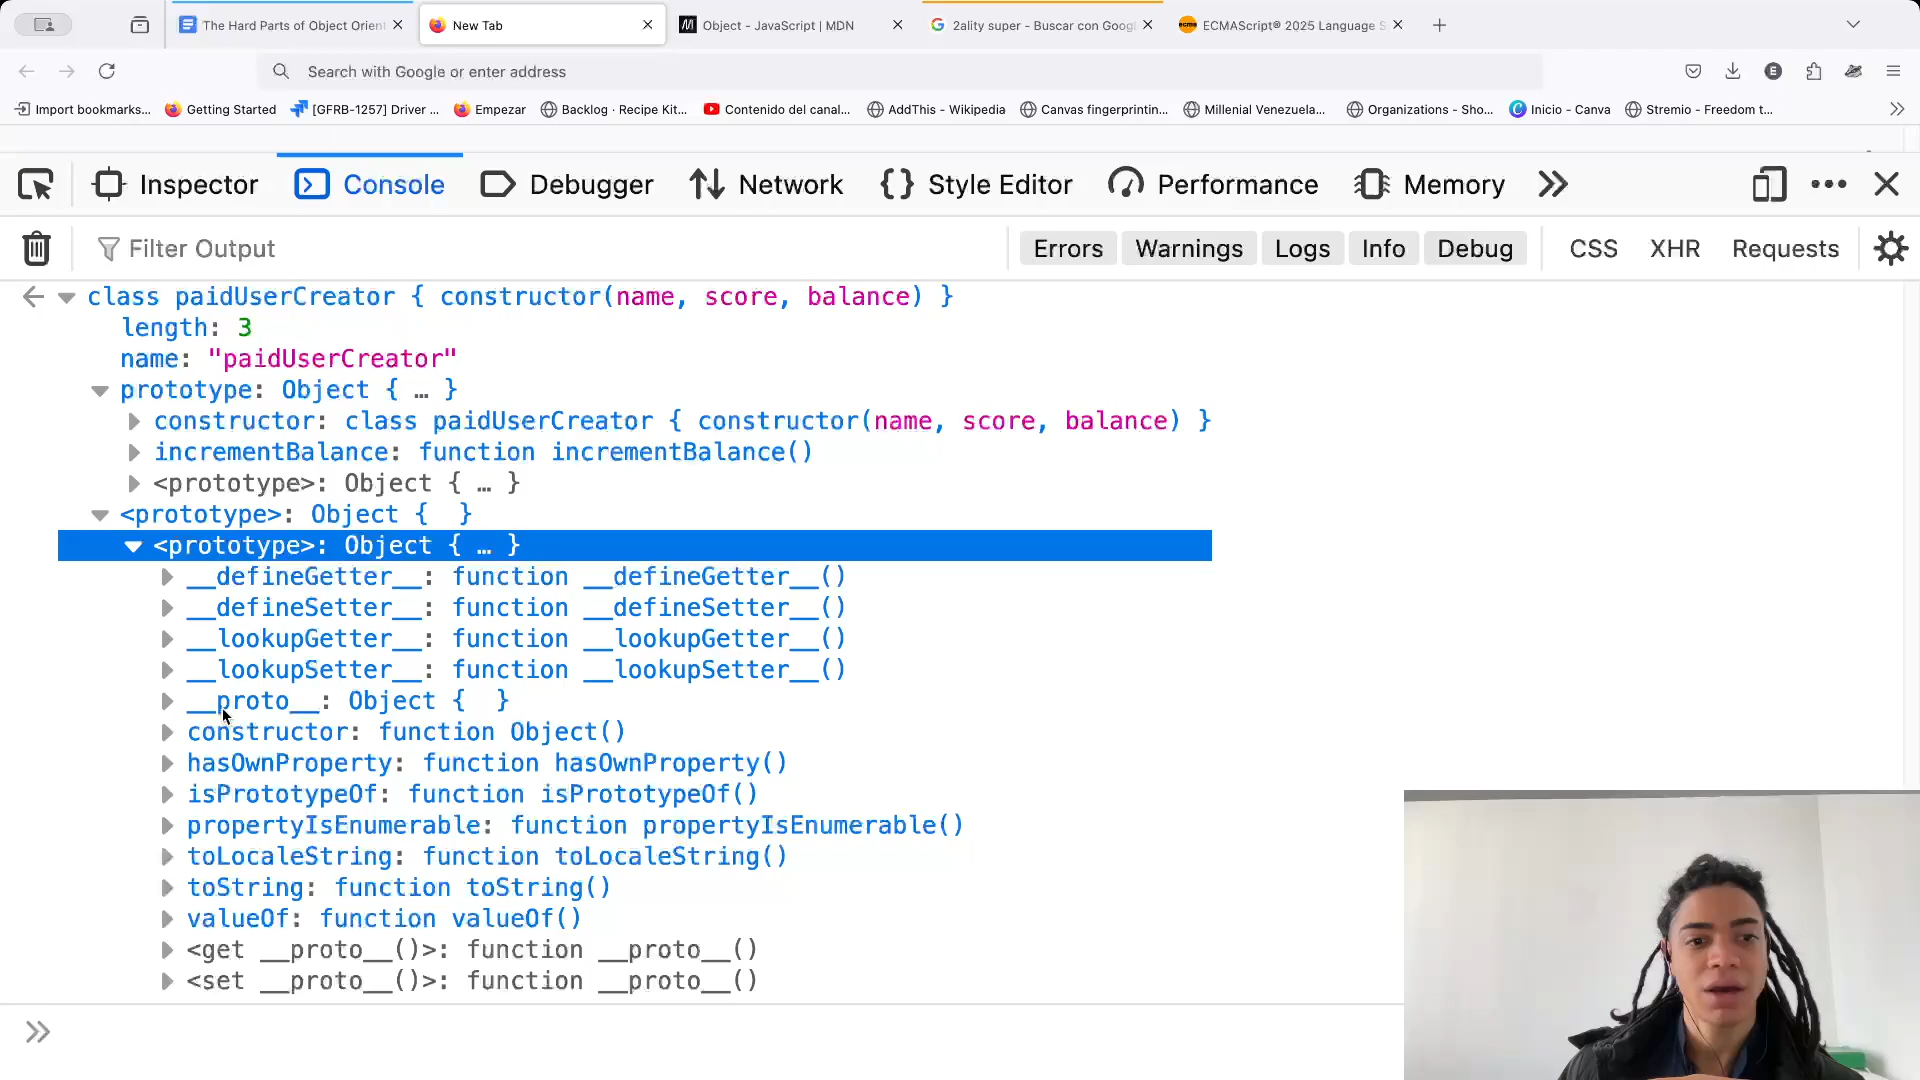 The Hard Parts of Object Orien
New Tab
Object - JavaScript | MDN
2ality super - Buscar con Goog
ECMAScript® 2025 Language S
Search with Google or enter address
Import bookmarks...
Getting Started
[GFRB-1257] Driver ...
Empezar
Backlog · Recipe Kit...
Contenido del canal...
AddThis - Wikipedia
Canvas fingerprintin...
Millenial Venezuela...
Organizations - Sho...
Inicio - Canva
Stremio - Freedom t...
Inspector
Console
Debugger
Network
Style Editor
Performance
Memory
Filter Output
Errors
Warnings
Logs
Info
Debug
CSS
XHR
Requests
class paidUserCreator { constructor(name, score, balance) }
length: 3
name: "paidUserCreator"
prototype: Object { … }
constructor: class paidUserCreator { constructor(name, score, balance) }
incrementBalance: function incrementBalance()
<prototype>: Object { … }
<prototype>: Object {  }
<prototype>: Object { … }
__defineGetter__: function __defineGetter__()
__defineSetter__: function __defineSetter__()
__lookupGetter__: function __lookupGetter__()
__lookupSetter__: function __lookupSetter__()
__proto__: Object {  }
constructor: function Object()
hasOwnProperty: function hasOwnProperty()
isPrototypeOf: function isPrototypeOf()
propertyIsEnumerable: function propertyIsEnumerable()
toLocaleString: function toLocaleString()
toString: function toString()
valueOf: function valueOf()
<get __proto__()>: function __proto__()
<set __proto__()>: function __proto__()